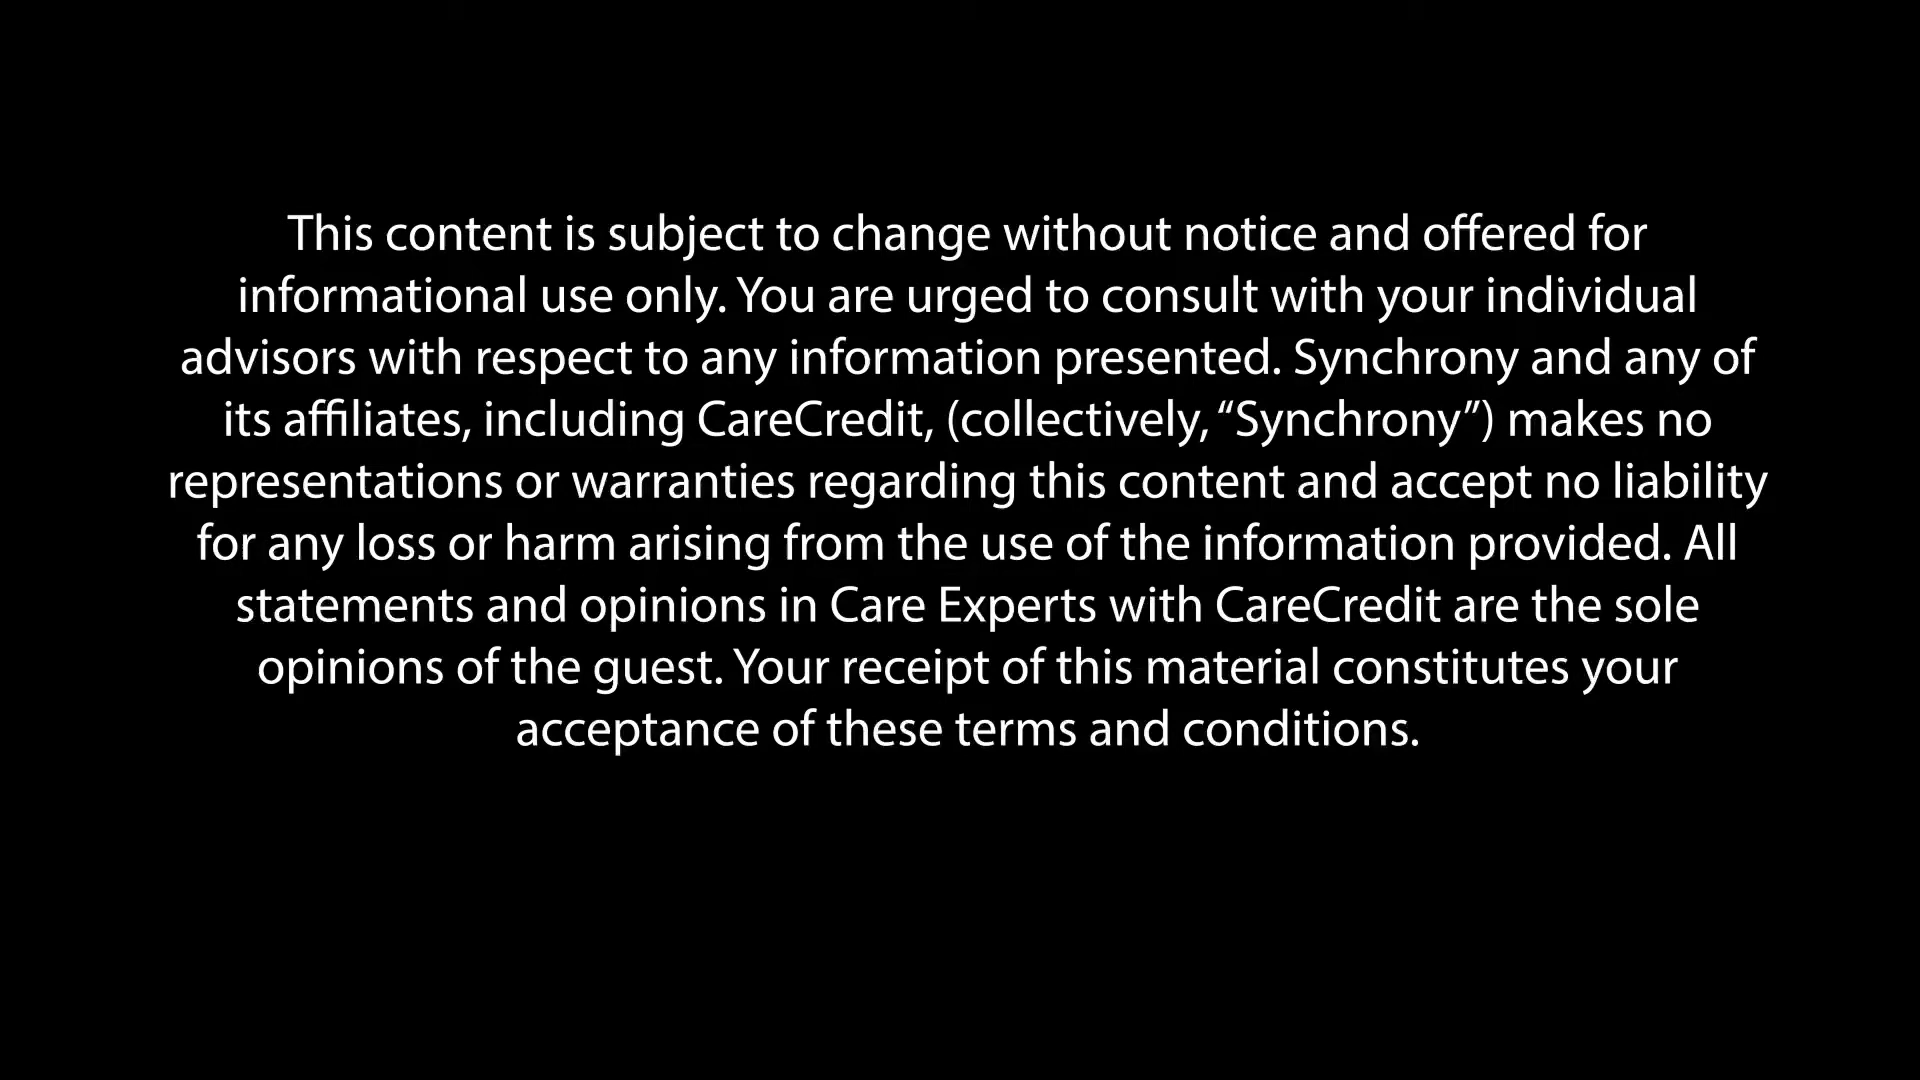 This content is subject to change without notice and offered for
informational use only. You are urged to consult with your individual
advisors with respect to any information presented. Synchrony and any of
its affiliates, including CareCredit, (collectively, “Synchrony”) makes no
representations or warranties regarding this content and accept no liability
for any loss or harm arising from the use of the information provided. All
statements and opinions in Care Experts with CareCredit are the sole
opinions of the guest. Your receipt of this material constitutes your
acceptance of these terms and conditions.